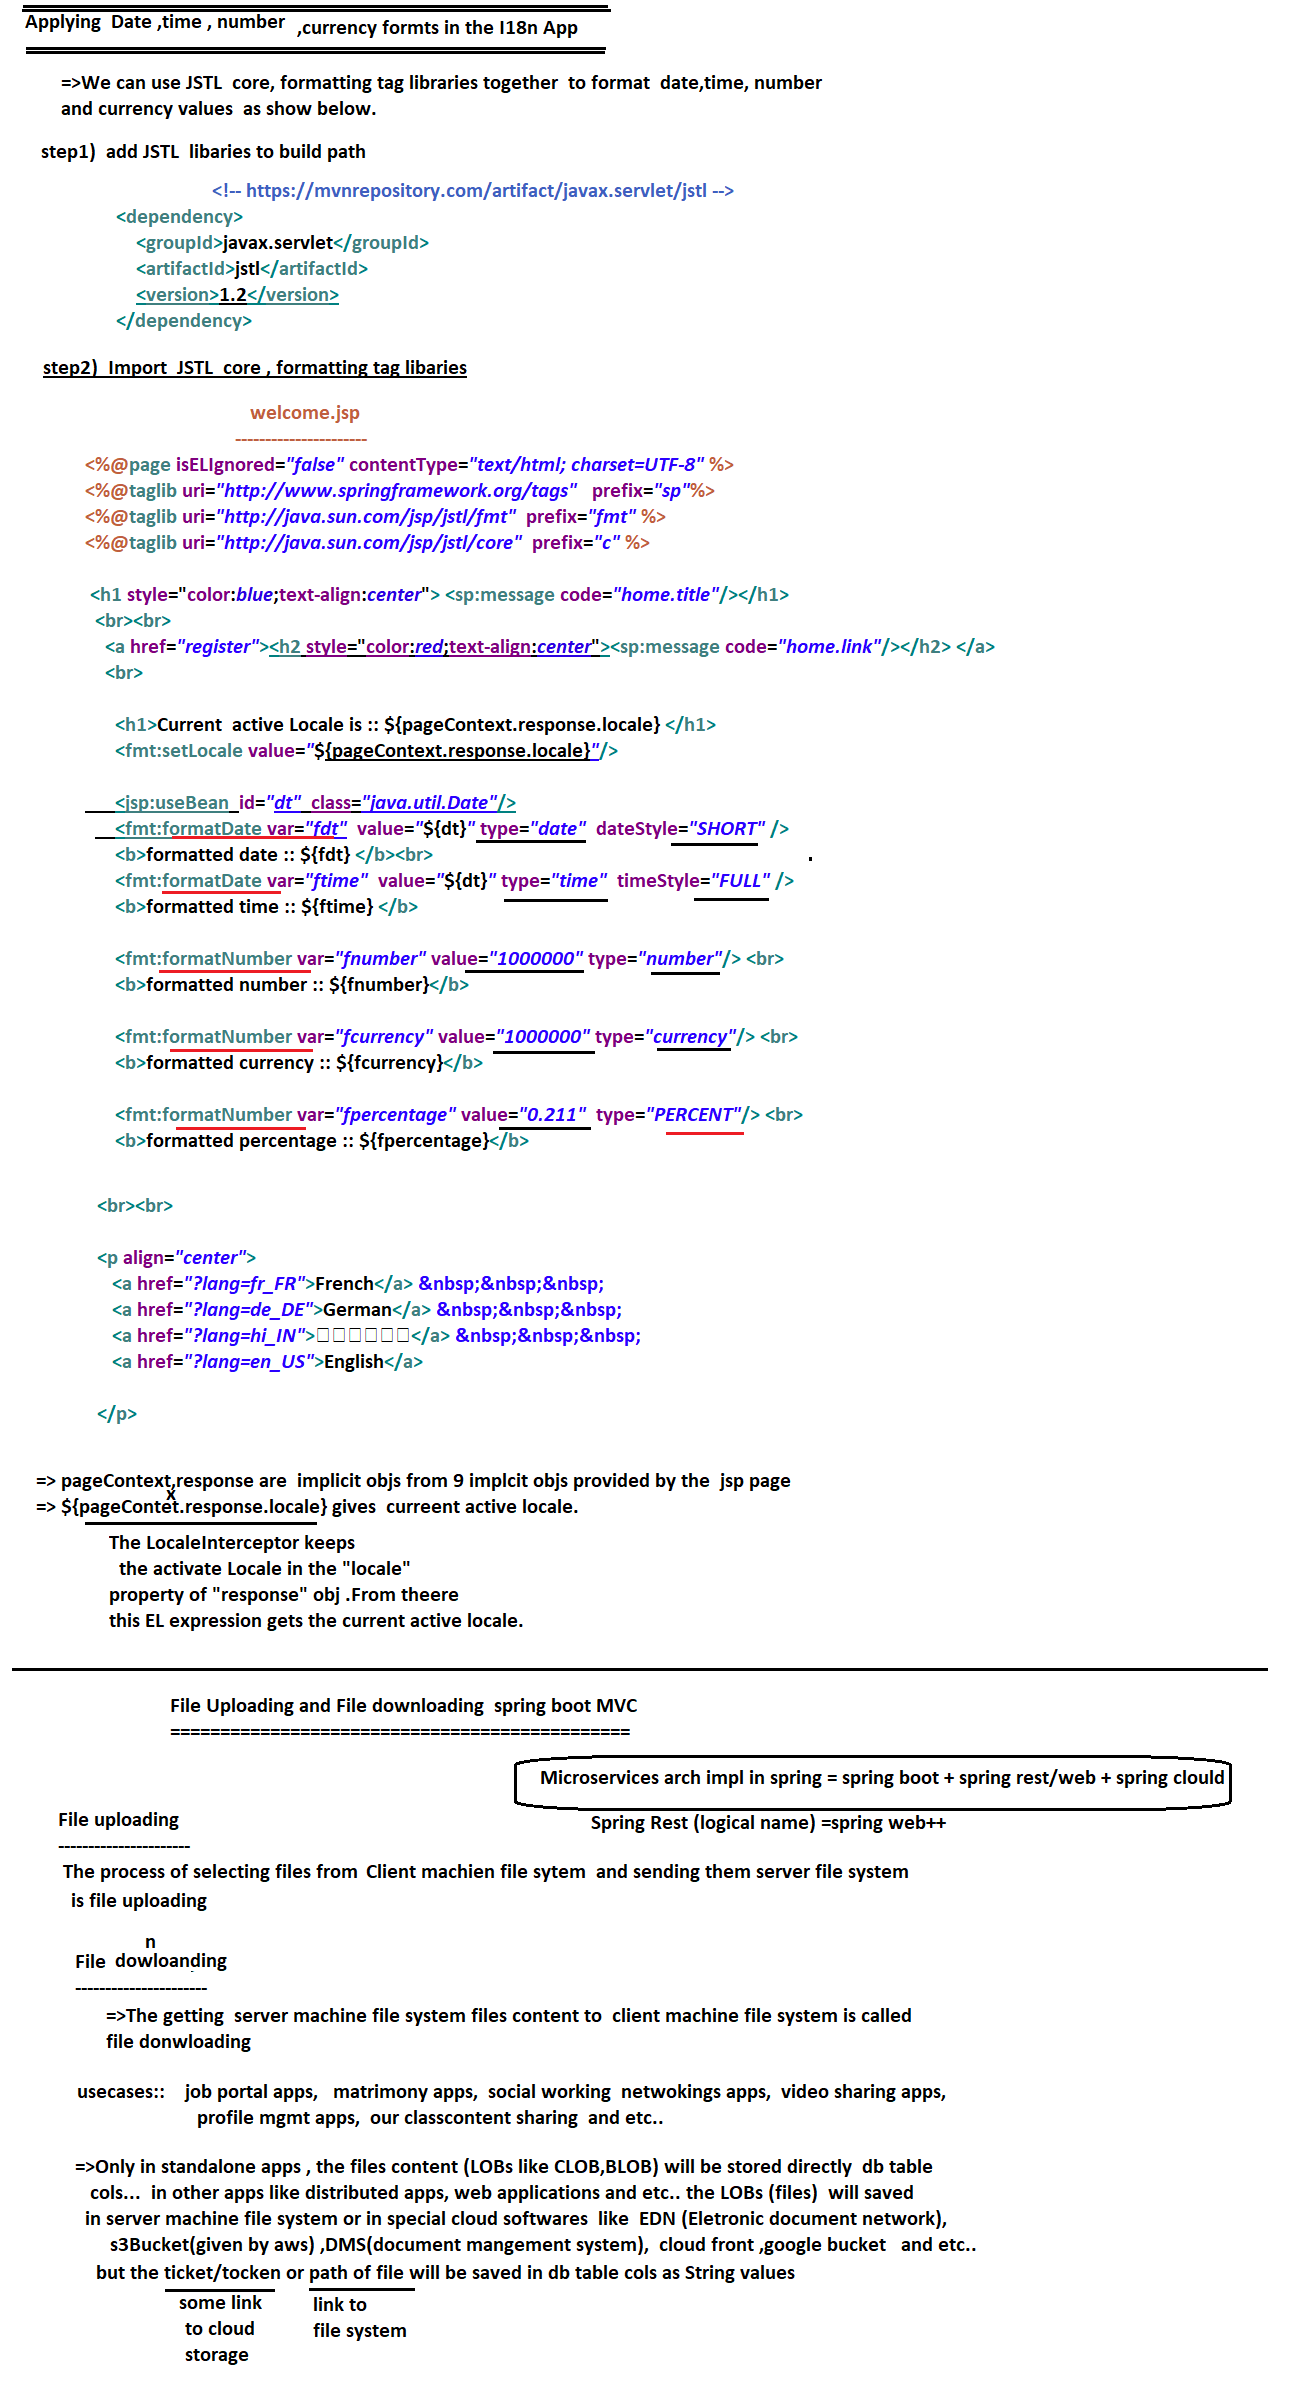 Applying Date ,time , number ,currency formts in the I18n App
=>We can use JSTL core, formatting tag libraries together to format date,time, number
and currency values as show below.
step1) add JSTL libaries to build path
<!-- https://mvnrepository.com/artifact/javax.servlet/jstl -->
<dependency>
<groupId>javax.servlet</groupId>
<artifactId>jstl</artifactId>
<version>1.2</version>
</dependency>
step2) Import JSTL core , formatting tag libaries
welcome.jsp
----------------------
<%@page isELIgnored="false" contentType="text/html; charset=UTF-8" %>
<%@taglib uri="http://www.springframework.org/tags" prefix="sp"%>
<%@taglib uri="http://java.sun.com/jsp/jstl/fmt" prefix="fmt" %>
<%@taglib uri="http://java.sun.com/jsp/jstl/core" prefix="c" %>
<h1 style="color:blue;text-align:center"> <sp:message code="home.title"/></h1>
<br><br>
<a href="register"><h2 style="color:red;text-align:center"><sp:message code="home.link"/></h2> </a>
<br>
<h1>Current active Locale is :: ${pageContext.response.locale} </h1>
<fmt:setLocale value="${pageContext.response.locale}"/>
<jsp:useBean id="dt" class="java.util.Date"/>
<fmt:formatDate var="fdt" value="${dt}" type="date" dateStyle="SHORT" />
<b>formatted date :: ${fdt} </b><br>
<fmt:formatDate var="ftime" value="${dt}" type="time" timeStyle="FULL" />
<b>formatted time :: ${ftime} </b>
<fmt:formatNumber var="fnumber" value="1000000" type="number"/> <br>
<b>formatted number :: ${fnumber}</b>
<fmt:formatNumber var="fcurrency" value="1000000" type="currency"/> <br>
<b>formatted currency :: ${fcurrency}</b>
<fmt:formatNumber var="fpercentage" value="0.211" type="PERCENT"/> <br>
<b>formatted percentage :: ${fpercentage}</b>
<br><br>
<p align="center">
<a href="?lang=fr_FR">French</a> &nbsp;&nbsp;&nbsp;
<a href="?lang=de_DE">German</a> &nbsp;&nbsp;&nbsp;
<a href="?lang=hi_IN">□□□□□□</a> &nbsp;&nbsp;&nbsp;
<a href="?lang=en_US">English</a>
</p>
=> pageContext,response are implicit objs from 9 implcit objs provided by the jsp page
x
=> ${pageContet.response.locale} gives curreent active locale.
The LocaleInterceptor keeps
the activate Locale in the "locale"
property of "response" obj .From theere
this EL expression gets the current active locale.
File Uploading and File downloading spring boot MVC
==============================================
Microservices arch impl in spring = spring boot + spring rest/web + spring clould
File uploading
Spring Rest (logical name) =spring web++
----------------------
The process of selecting files from Client machien file sytem and sending them server file system
is file uploading
n
File dowloanding
----------------------
=>The getting server machine file system files content to client machine file system is called
file donwloading
usecases:: job portal apps, matrimony apps, social working netwokings apps, video sharing apps,
profile mgmt apps, our classcontent sharing and etc..
=>Only in standalone apps , the files content (LOBs like CLOB,BLOB) will be stored directly db table
cols... in other apps like distributed apps, web applications and etc.. the LOBs (files) will saved
in server machine file system or in special cloud softwares like EDN (Eletronic document network),
s3Bucket(given by aws) ,DMS(document mangement system), cloud front ,google bucket and etc..
but the ticket/tocken or path of file will be saved in db table cols as String values
some link
to cloud
storage
link to
file system